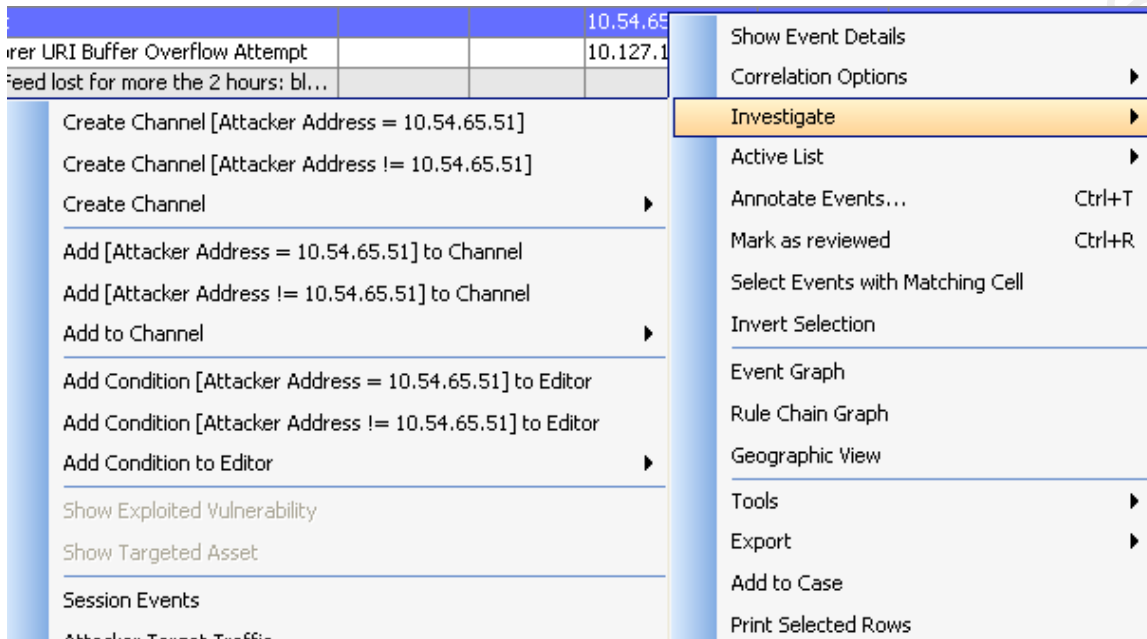 10.54.65
rer URI Buffer Overflow Attempt 10.127.1
Feed lost for more the 2 hours: bl...
Create Channel [Attacker Address = 10.54.65.51]
Create Channel [Attacker Address != 10.54.65.51]
Create Channel
Add [Attacker Address = 10.54.65.51] to Channel
Add [Attacker Address != 10.54.65.51] to Channel
Add to Channel
Add Condition [Attacker Address = 10.54.65.51] to Editor
Add Condition [Attacker Address != 10.54.65.51] to Editor
Add Condition to Editor
Show Exploited Vulnerability
Show Targeted Asset
Session Events
Attacker Target Traffic
Show Event Details
Correlation Options
Investigate
Active List
Annotate Events... Ctrl+T
Mark as reviewed Ctrl+R
Select Events with Matching Cell
Invert Selection
Event Graph
Rule Chain Graph
Geographic View
Tools
Export
Add to Case
Print Selected Rows